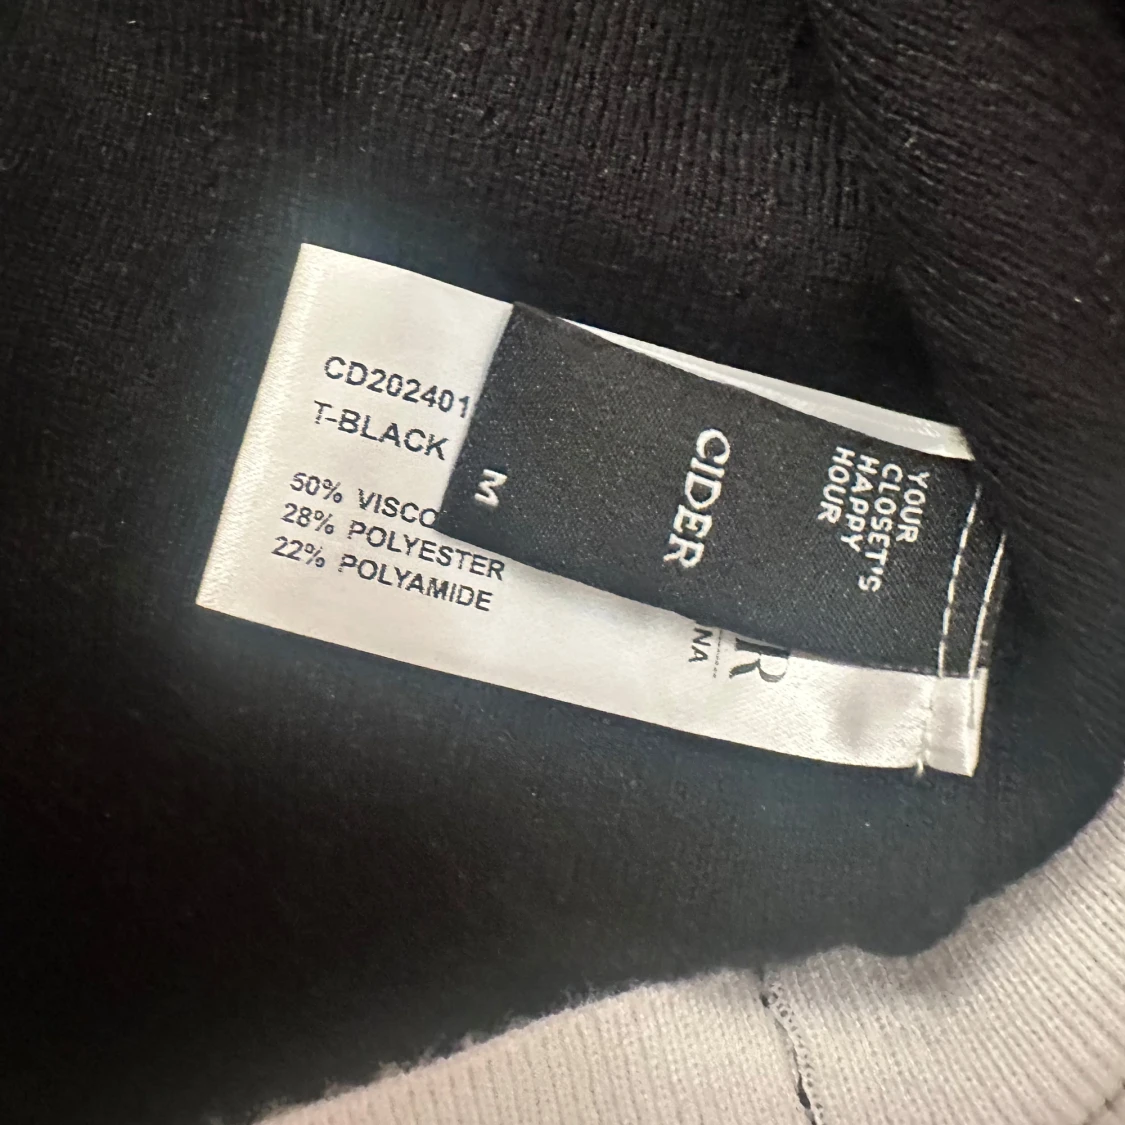 CD202401
T-BLACK
50% VISCO
28% POLYESTER
22% POLYAMIDE
M
CIDER
YOUR
CLOSET'S
HAPPY
HOUR
R
NA